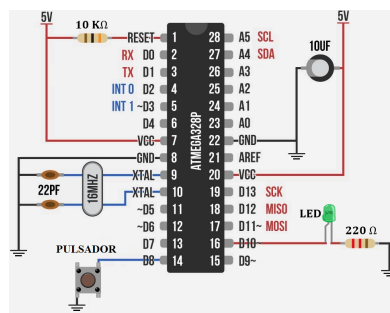 5V
10 KΩ
5V
RESET 1 28 A5 SCL
RX D0 2 27 A4 SDA
TX D1 3 26 A3
10UF
INT 0 D2 4 25 A2
INT 1 ~D3 5 24 A1
D6 6 23 A0
VCC 7 22 GND
GND 8 21 AREF
XTAL 9 20 VCC
22PF
16MHZ
ATMEGA328P
XTAL 10 19 D13 SCK
~D5 11 18 D12 MISO
LED
~D6 12 17 D11~ MOSI
220 Ω
D7 13 16 D10~
PULSADOR
D8 14 15 D9~